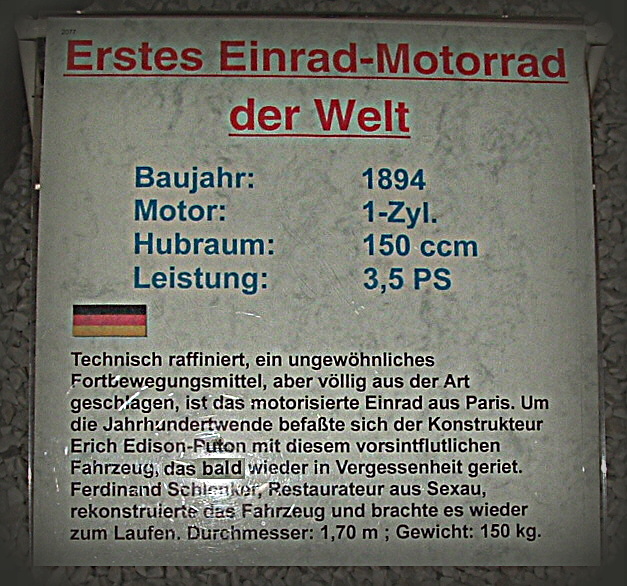 Erstes Einrad-Motorrad
der Welt
Baujahr: 1894
Motor: 1-Zyl.
Hubraum: 150 ccm
Leistung: 3,5 PS
Technisch raffiniert, ein ungewöhnliches
Fortbewegungsmittel, aber völlig aus der Art
geschlagen, ist das motorisierte Einrad aus Paris. Um
die Jahrhundertwende befaßte sich der Konstrukteur
Erich Edison-Puton mit diesem vorsintflutlichen
Fahrzeug, das bald wieder in Vergessenheit geriet.
Ferdinand Schlenker, Restaurateur aus Sexau,
rekonstruierte das Fahrzeug und brachte es wieder
zum Laufen. Durchmesser: 1,70 m ; Gewicht: 150 kg.